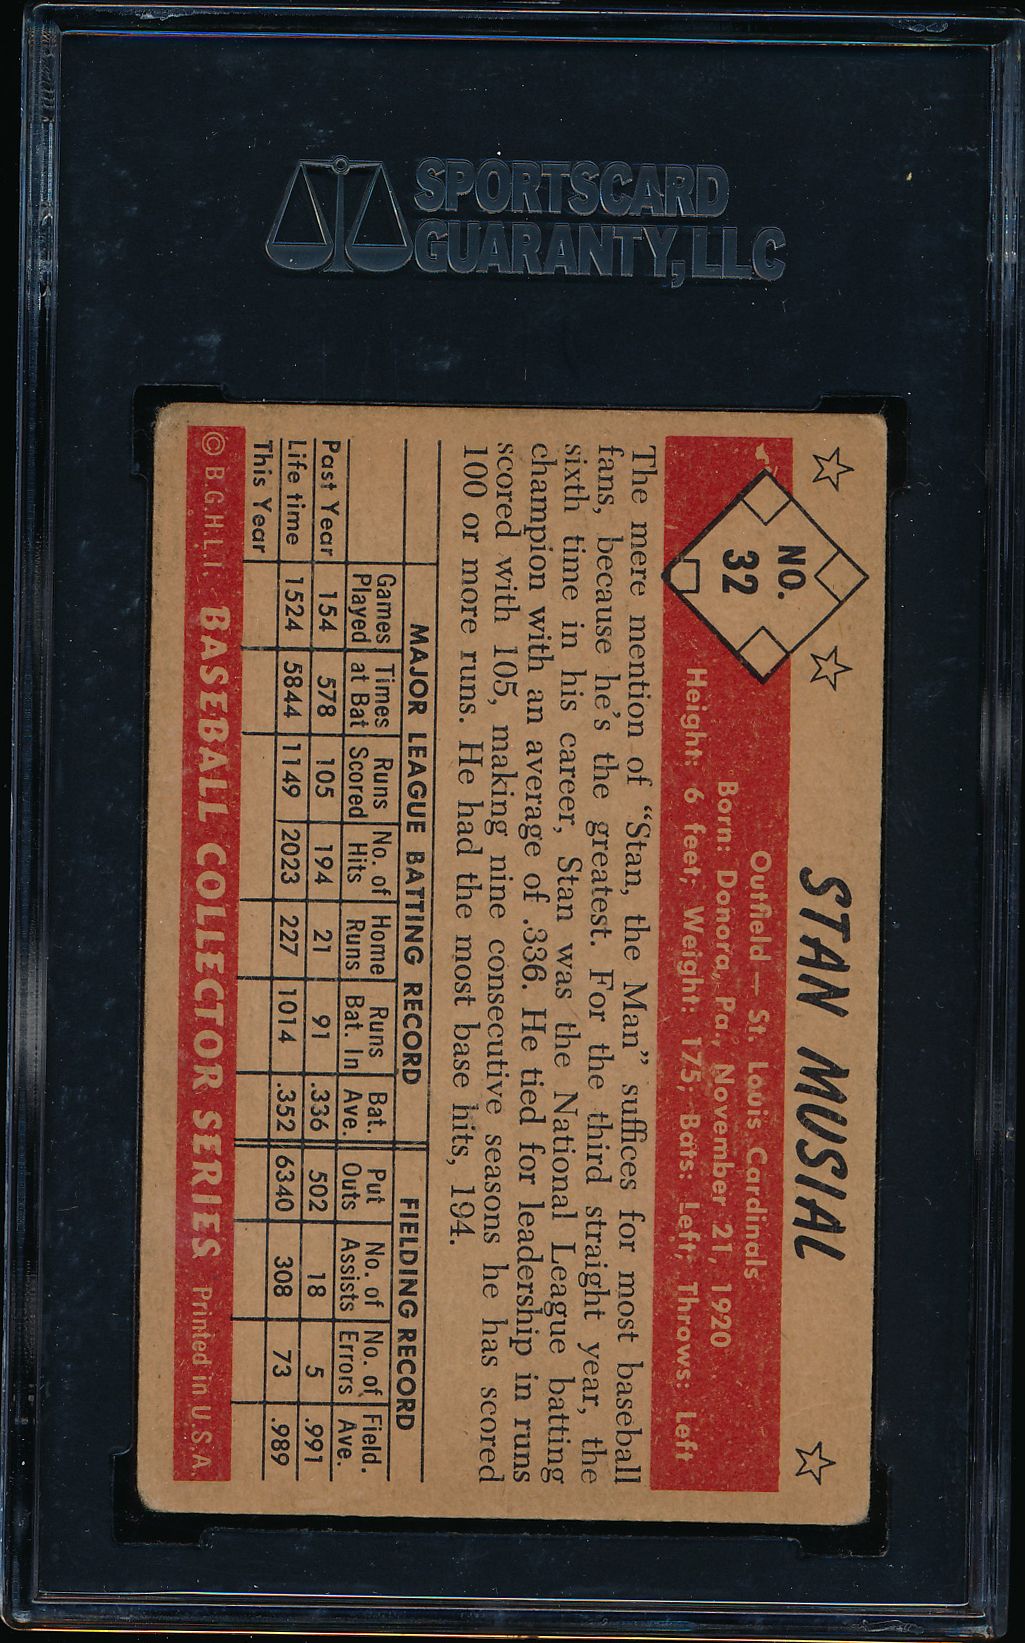 SPORTSCARD
GUARANTY, LLC
STAN MUSIAL
NO.
32
Outfield — St. Louis Cardinals
Born: Donora, Pa., November 21, 1920
Height: 6 feet; Weight: 175, Bats: Left; Throws: Left
The mere mention of "Stan, the Man" suffices for most baseball
fans, because he's the greatest. For the third straight year, the
sixth time in his career, Stan was the National League batting
champion with an average of .336. He tied for leadership in runs
scored with 105, making nine consecutive seasons he has scored
100 or more runs. He had the most base hits, 194.
MAJOR LEAGUE BATTING RECORD FIELDING RECORD
Games Times Runs No. of Home Runs Bat. Put No. of No. of Field.
Played at Bat Scored Hits Runs Bat. In Ave. Outs Assists Errors Ave.
Past Year 154 578 105 194 21 91 .336 502 18 5 .991
Life time 1524 5844 1149 2023 227 1014 .352 6340 308 73 .989
This Year
© B.G.H.L.I. BASEBALL COLLECTOR SERIES Printed in U.S.A.